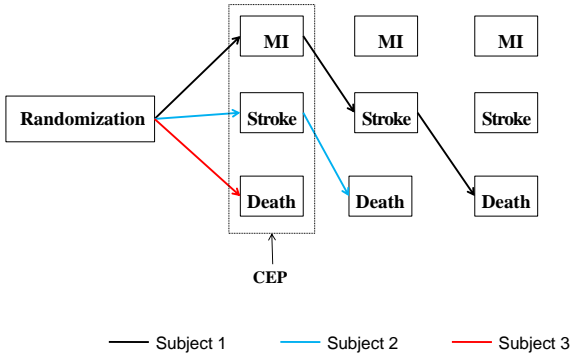 MI MI MI
Randomization Stroke Stroke Stroke
Death Death Death
CEP
Subject 1 Subject 2 Subject 3